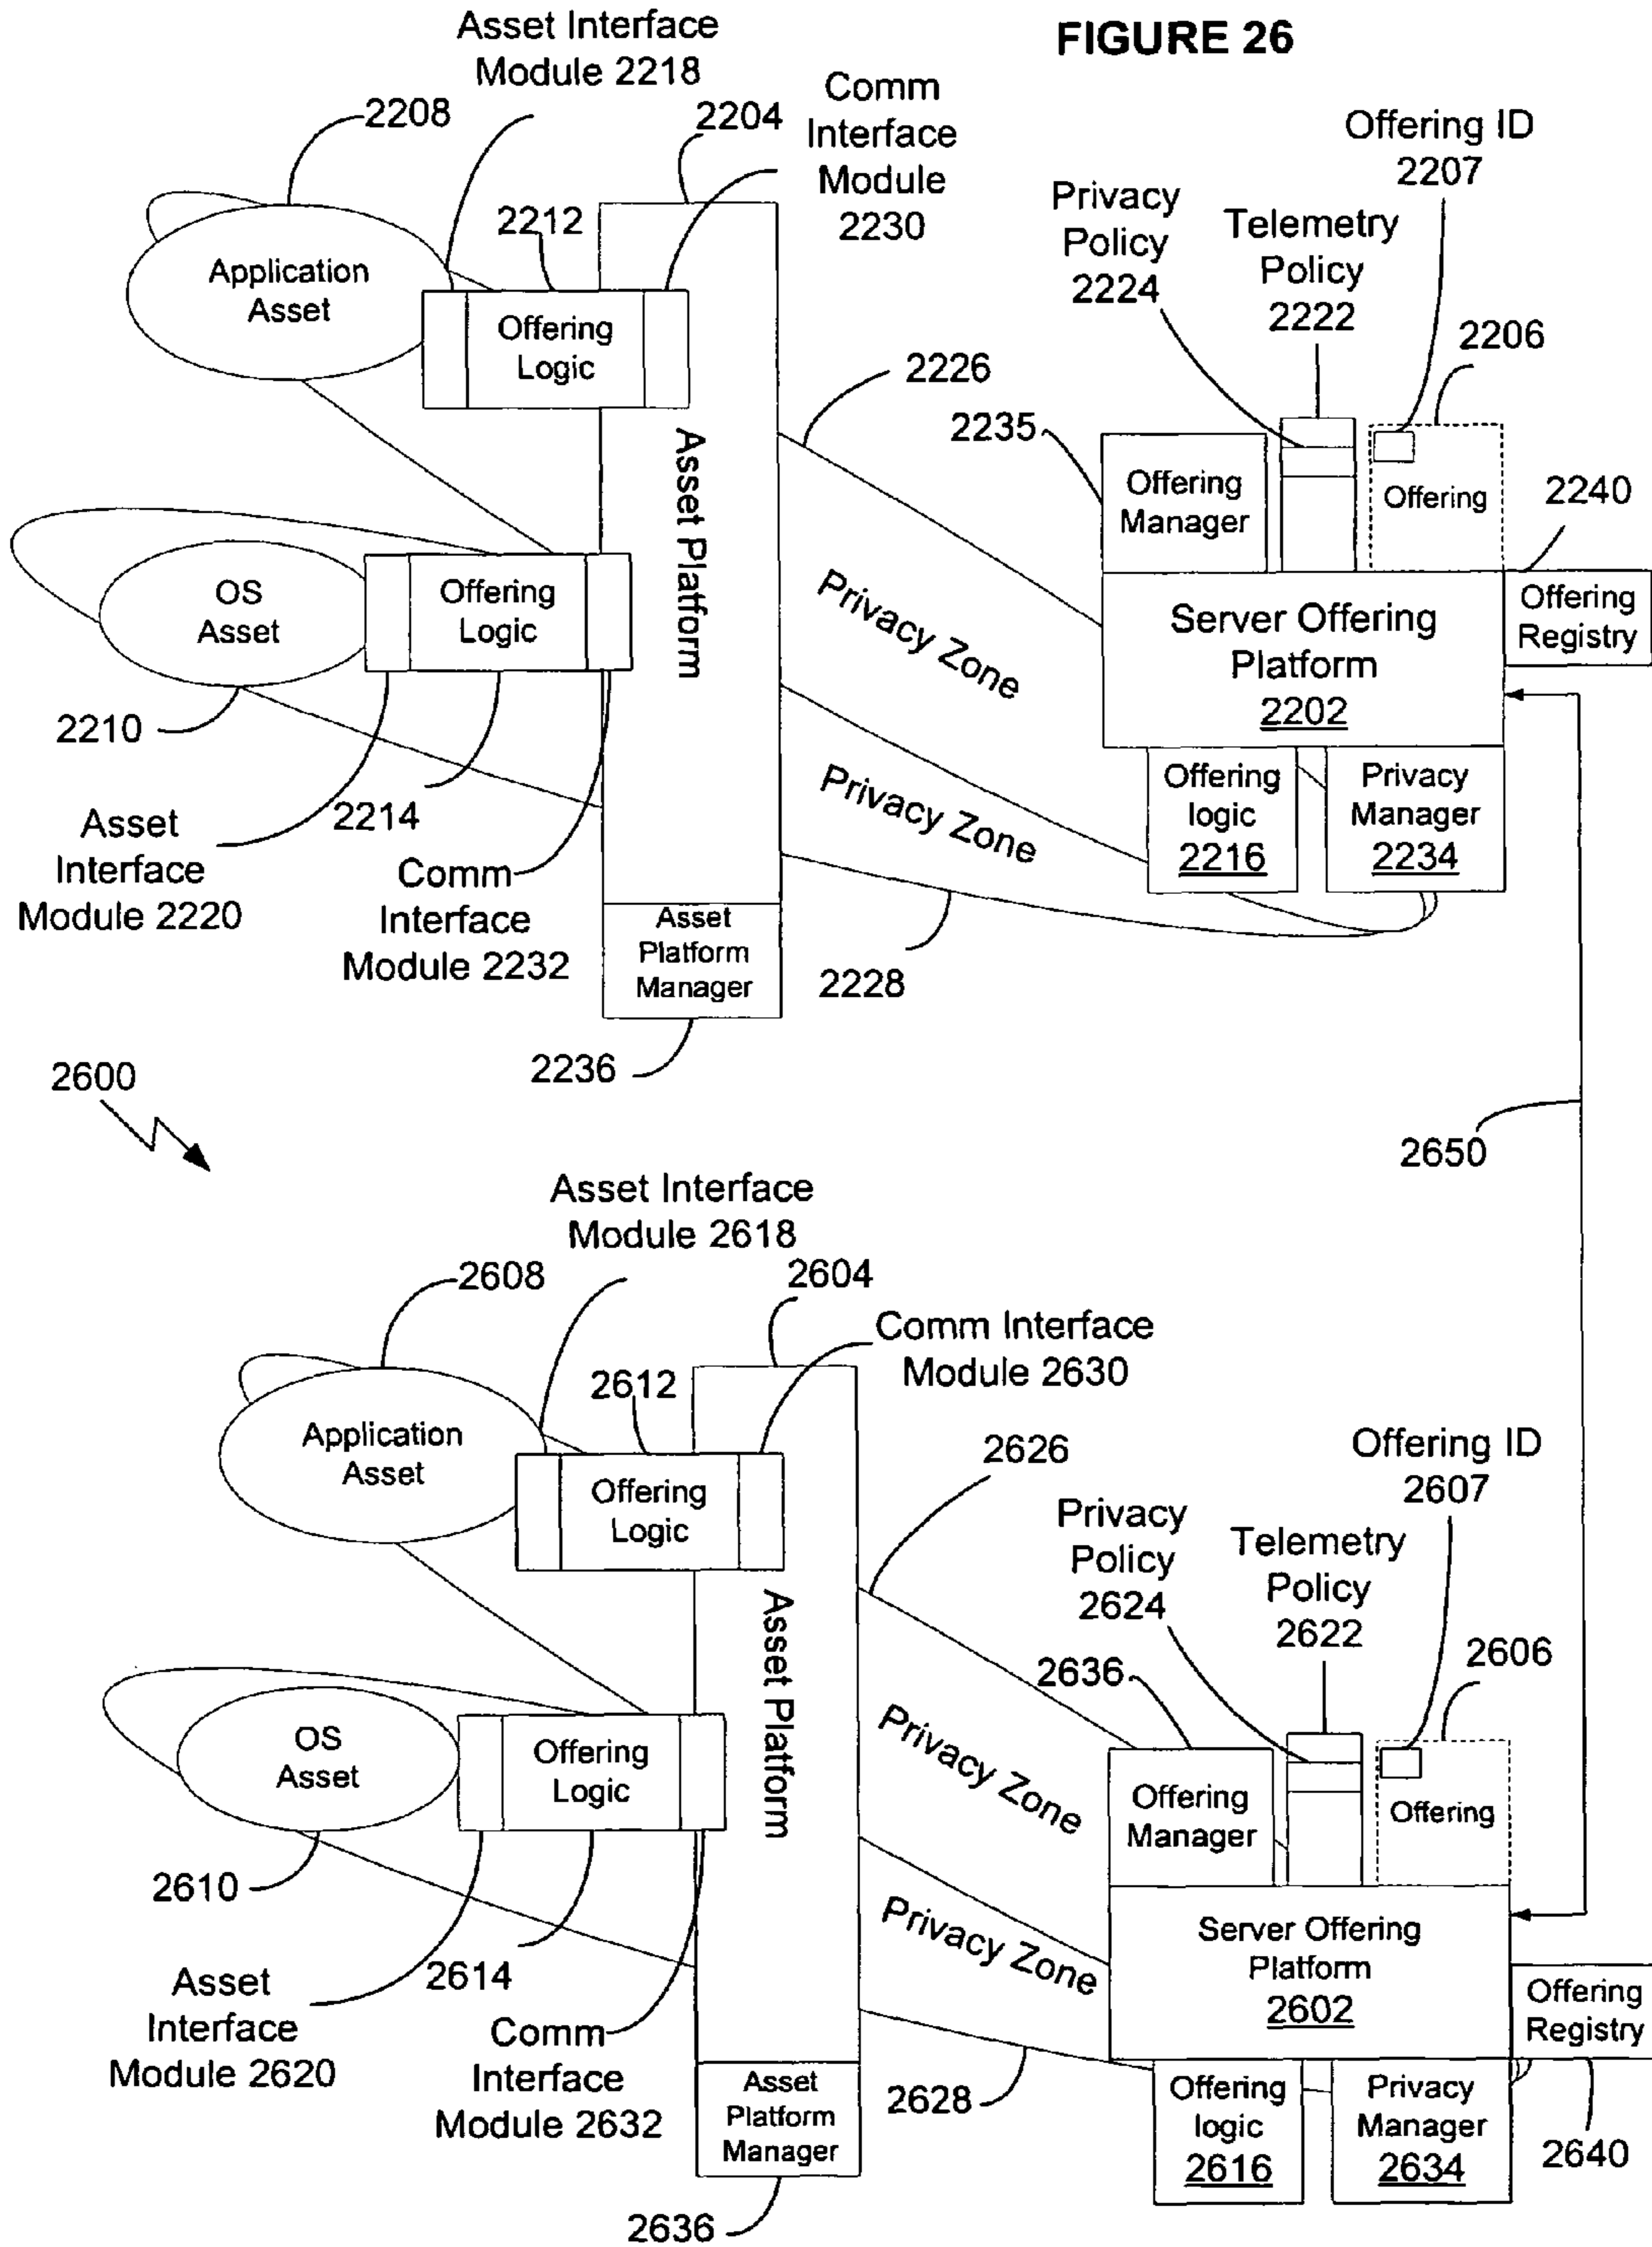 FIGURE 26
Asset Interface
Module 2218
2208
2204
Comm
Interface
Module
2230
2212
Application
Asset
Offering
Logic
Offering ID
2207
Privacy
Policy
2224
Telemetry
Policy
2222
2206
2226
2235
Offering
Manager
Offering
2240
Asset Platform
OS
Asset
Offering
Logic
Privacy Zone
Server Offering
Platform
2202
Offering
Registry
2210
2214
Privacy Zone
Offering
logic
2216
Privacy
Manager
2234
Asset
Interface
Module 2220
Comm
Interface
Module 2232
Asset
Platform
Manager
2228
2236
2600
2650
Asset Interface
Module 2618
2608
2604
Comm Interface
Module 2630
2612
Application
Asset
Offering
Logic
2626
Offering ID
2607
Privacy
Policy
2624
Telemetry
Policy
2622
2636
2606
Asset Platform
OS
Asset
Offering
Logic
Privacy Zone
Offering
Manager
Offering
2610
2614
Privacy Zone
Server Offering
Platform
2602
Offering
Registry
Asset
Interface
Module 2620
Comm
Interface
Module 2632
Asset
Platform
Manager
2628
Offering
logic
2616
Privacy
Manager
2634
2640
2636